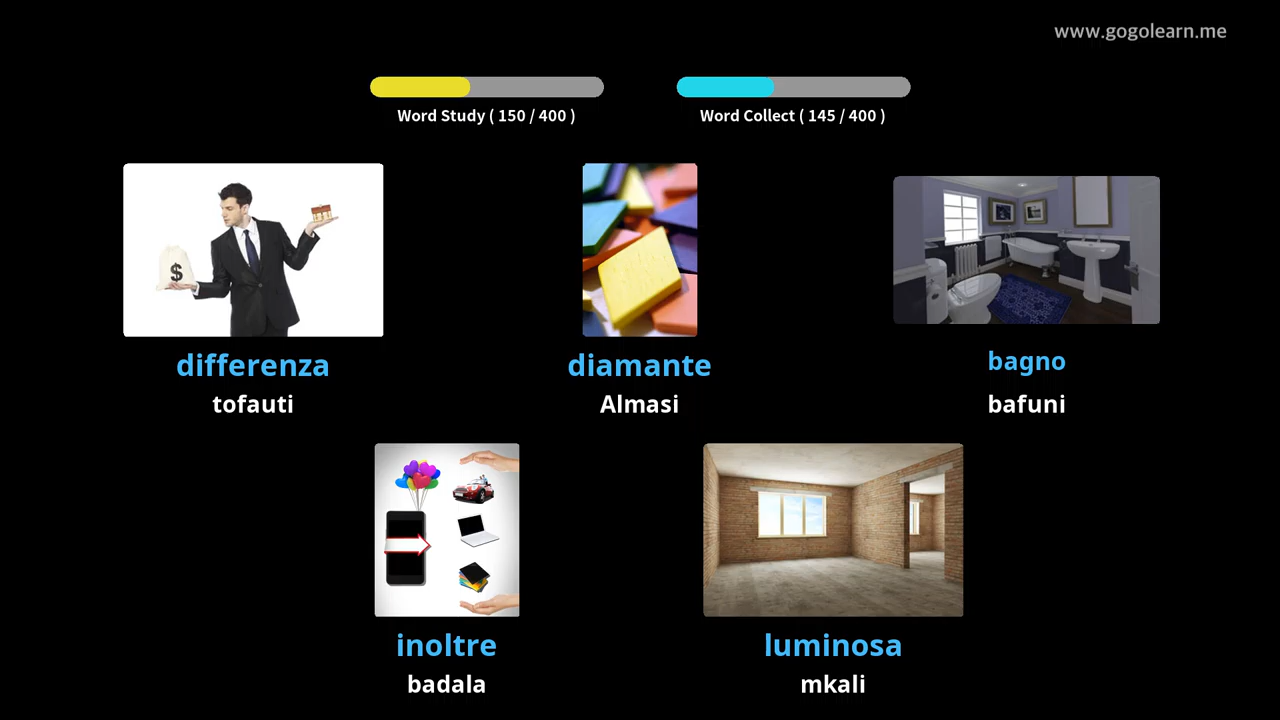 www.gogolearn.me
Word Study ( 150 / 400 )
Word Collect ( 145 / 400 )
differenza
tofauti
diamante
Almasi
bagno
bafuni
$
inoltre
badala
luminosa
mkali